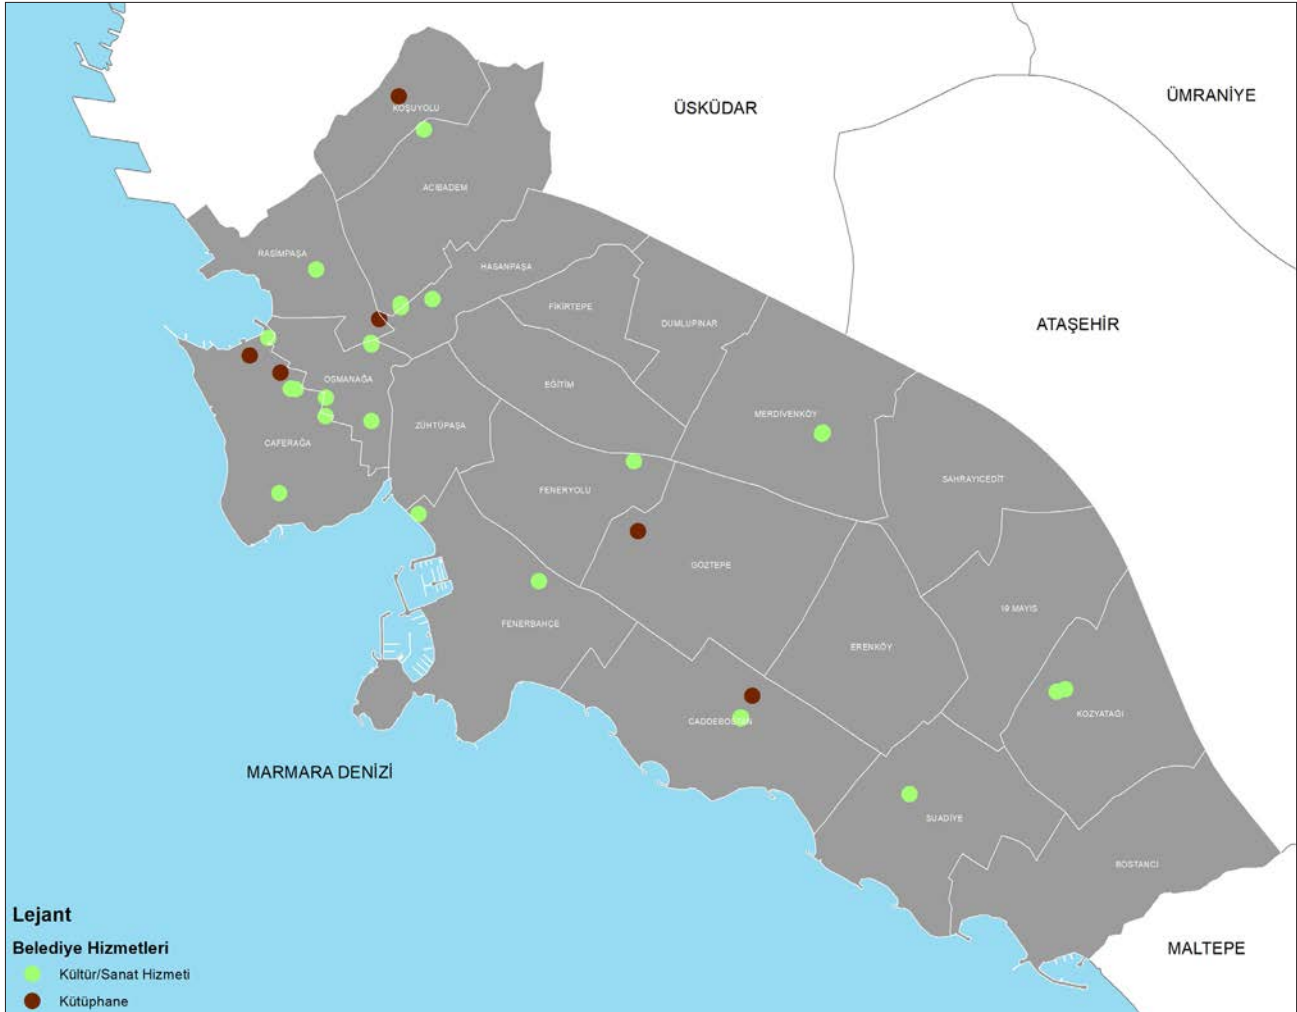 ÜMRANİYE
ÜSKÜDAR
KOŞUYOLU
ACIBADEM
RASİMPAŞA
HASANPAŞA
FİKİRTEPE
DUMLUPINAR
ATAŞEHİR
OSMANAĞA
EĞİTİM
MERDİVENKÖY
ZÜHTÜPAŞA
CAFERAĞA
SAHRAYICEDİT
FENERYOLU
GÖZTEPE
19 MAYIS
FENERBAHÇE
ERENKÖY
KOZYATAĞI
CADDEBOSTAN
MARMARA DENİZİ
SUADİYE
BOSTANCI
MALTEPE
Lejant
Belediye Hizmetleri
Kültür/Sanat Hizmeti
Kütüphane